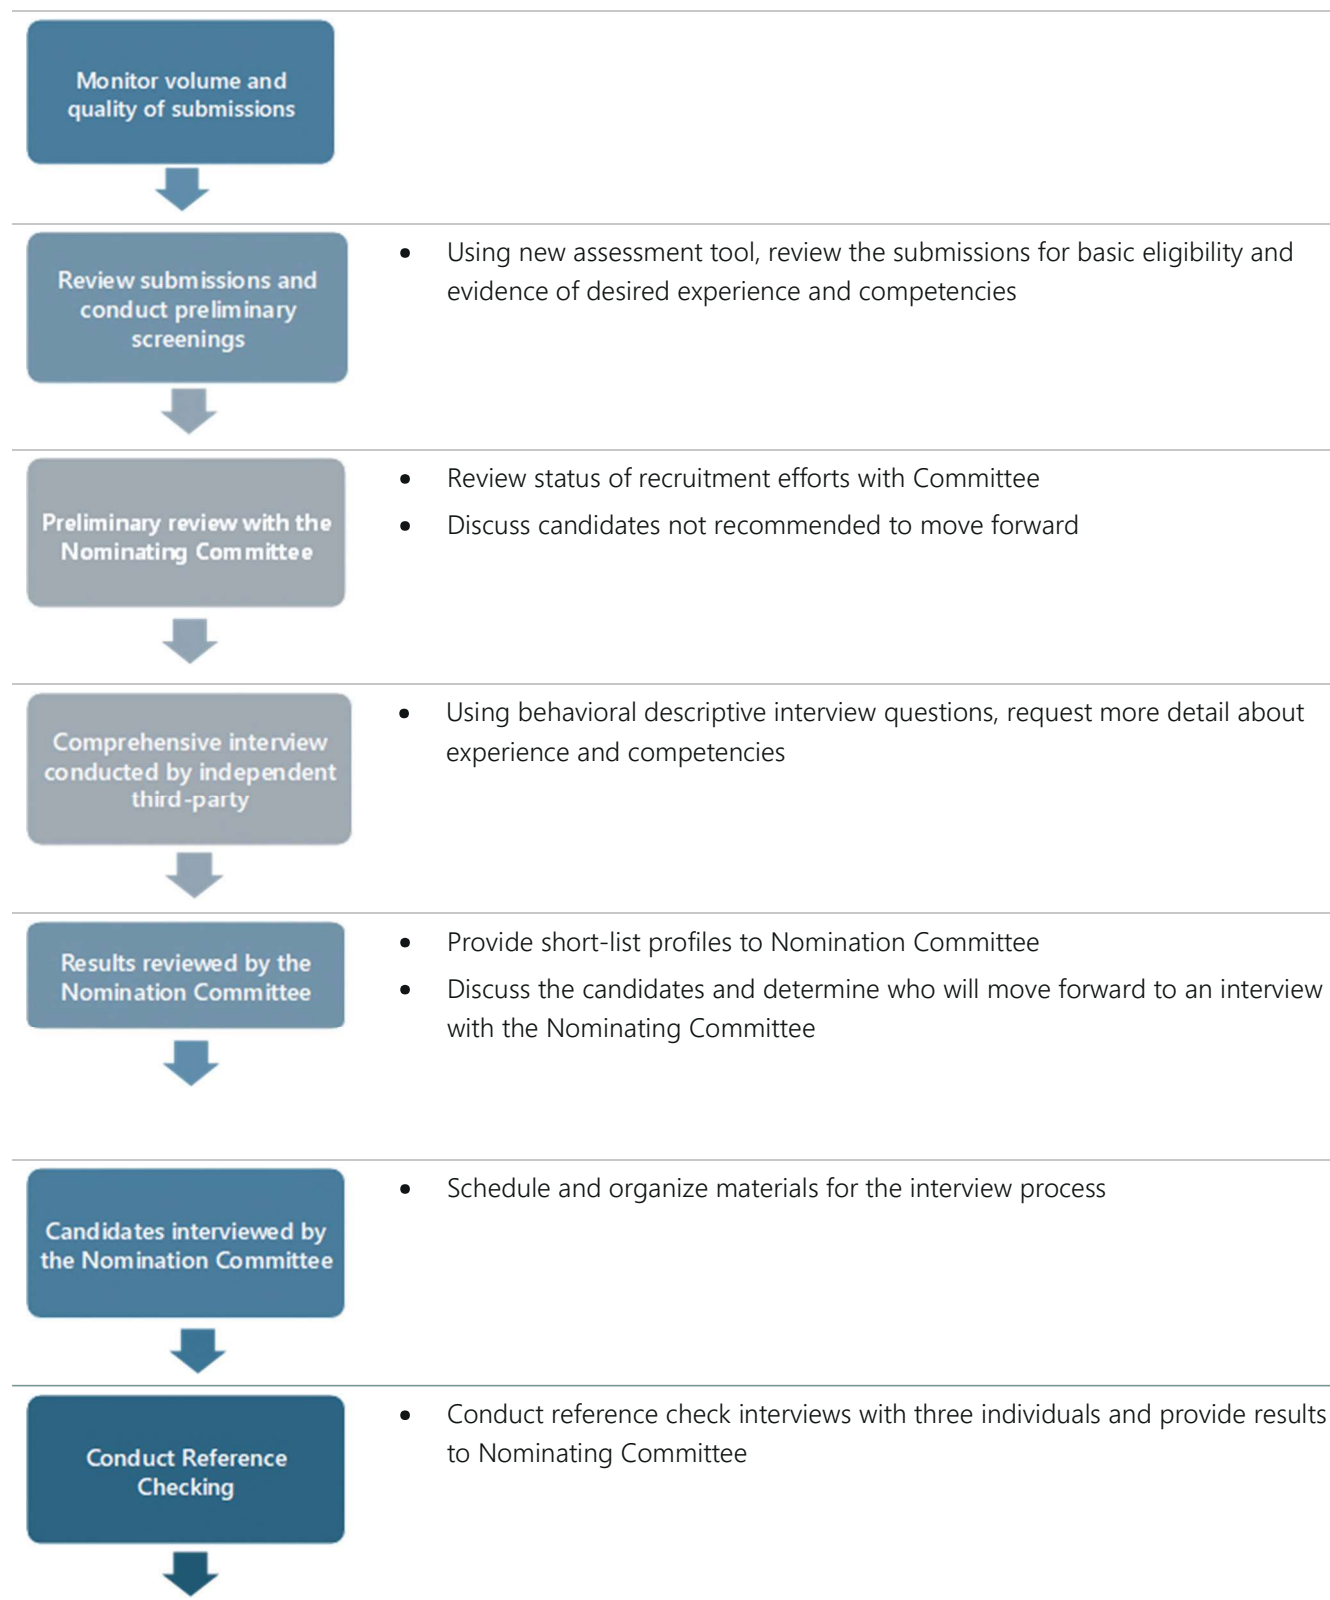 Monitor volume and
quality of submissions
Review submissions and
conduct preliminary
screenings
• Using new assessment tool, review the submissions for basic eligibility and
evidence of desired experience and competencies
Preliminary review with the
Nominating Committee
• Review status of recruitment efforts with Committee
• Discuss candidates not recommended to move forward
Comprehensive interview
conducted by independent
third-party
• Using behavioral descriptive interview questions, request more detail about
experience and competencies
Results reviewed by the
Nomination Committee
• Provide short-list profiles to Nomination Committee
• Discuss the candidates and determine who will move forward to an interview
with the Nominating Committee
Candidates interviewed by
the Nomination Committee
• Schedule and organize materials for the interview process
Conduct Reference
Checking
• Conduct reference check interviews with three individuals and provide results
to Nominating Committee